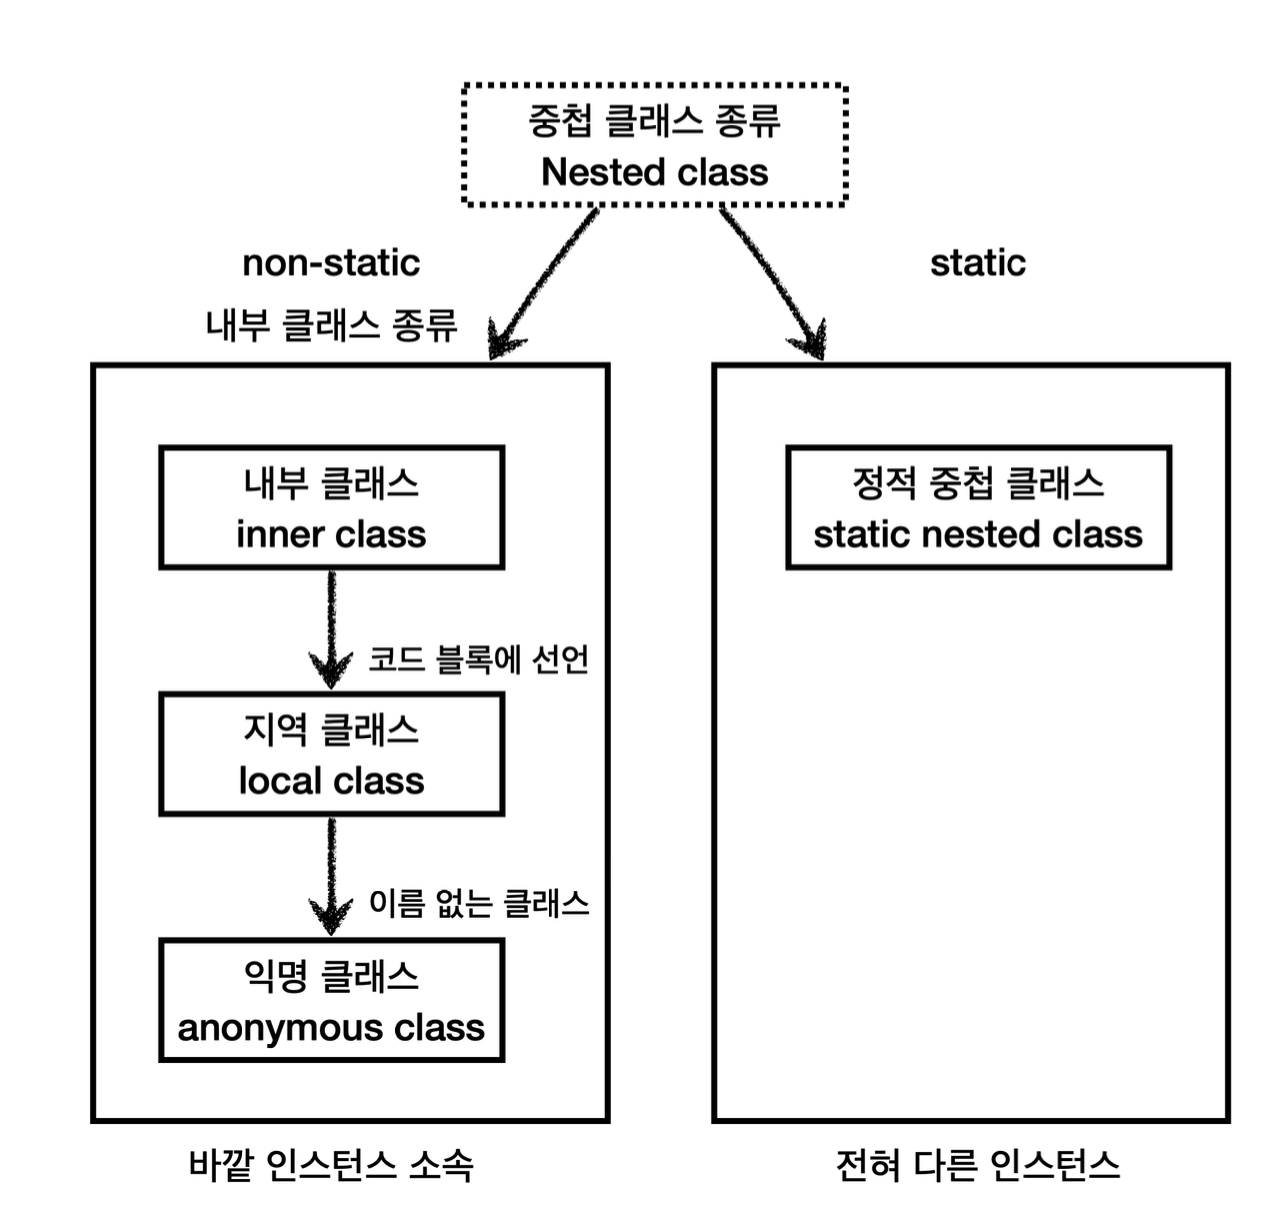 중첩 클래스 종류
Nested class
non-static
내부 클래스 종류
내부 클래스
inner class
코드 블록에 선언
지역 클래스
local class
이름 없는 클래스
익명 클래스
anonymous class
바깥 인스턴스 소속
static
정적 중첩 클래스
static nested class
전혀 다른 인스턴스